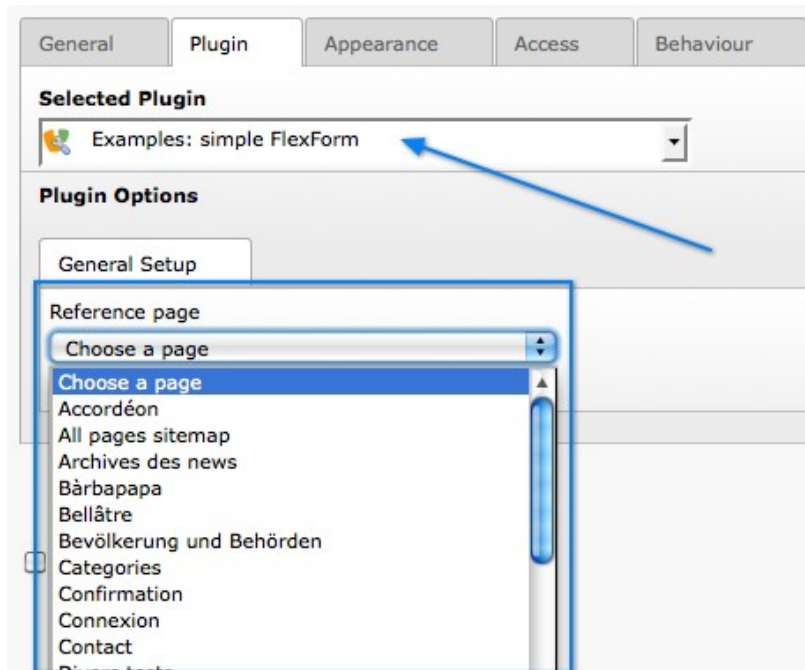 General Plugin Appearance Access Behaviour
Selected Plugin
Examples: simple FlexForm
Plugin Options
General Setup
Reference page
Choose a page
Choose a page
Accordéon
All pages sitemap
Archives des news
Bàrbapapa
Bellâtre
Bevölkerung und Behörden
Categories
Confirmation
Connexion
Contact